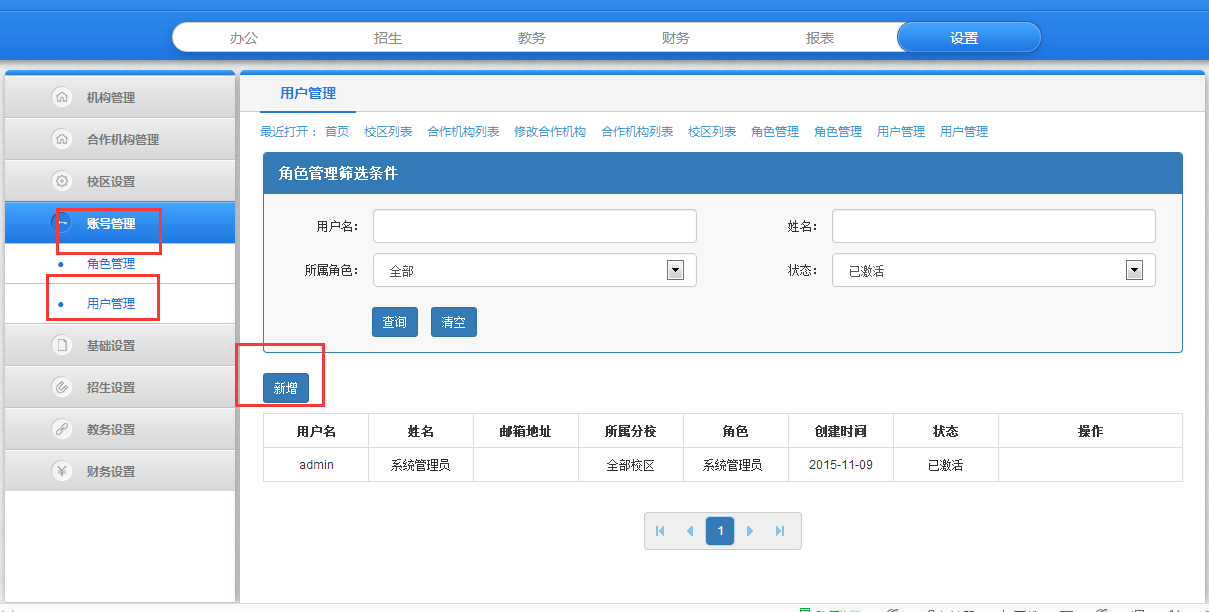 办公 招生 教务 财务 报表 设置
机构管理
合作机构管理
校区设置
账号管理
角色管理
用户管理
基础设置
招生设置
教务设置
财务设置
用户管理
最近打开： 首页 校区列表 合作机构列表 修改合作机构 合作机构列表 校区列表 角色管理 角色管理 用户管理 用户管理
角色管理筛选条件
用户名： 姓名：
所属角色： 全部 状态： 已激活
查询 清空
新增
用户名 姓名 邮箱地址 所属分校 角色 创建时间 状态 操作
admin 系统管理员 全部校区 系统管理员 2015-11-09 已激活
1